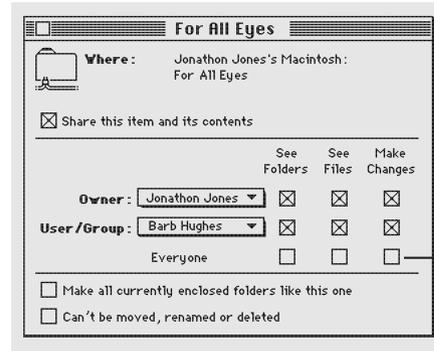 For All Eyes
Where: Jonathon Jones's Macintosh:
For All Eyes
Share this item and its contents
See See Make
Folders Files Changes
Owner: Jonathon Jones
User/Group: Barb Hughes
Everyone
Make all currently enclosed folders like this one
Can't be moved, renamed or deleted